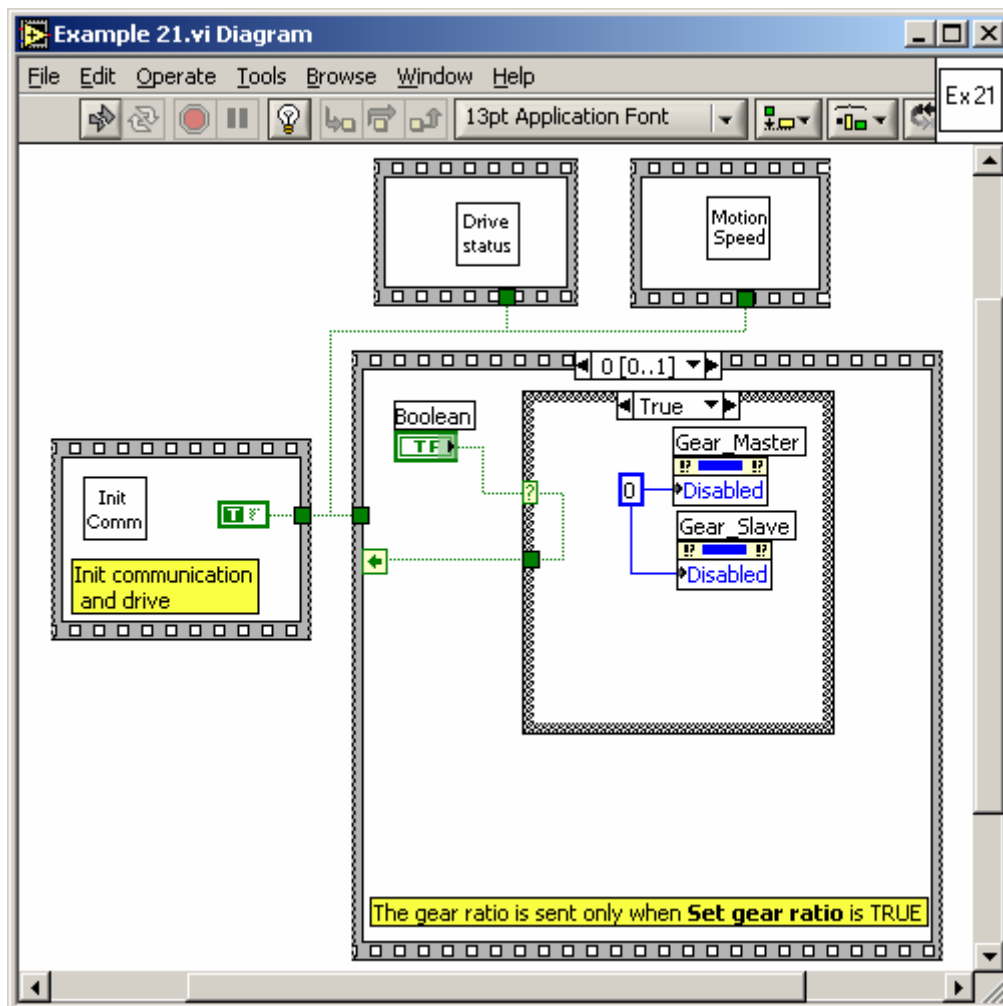 Example 21.vi Diagram
File Edit Operate Tools Browse Window Help
Ex 21
13pt Application Font
Drive
status
Motion
Speed
0 [0..1]
True
Boolean
TF
Gear_Master
!? !?
0
Disabled
Gear_Slave
!? !?
Disabled
?
Init
Comm
T F
Init communication
and drive
The gear ratio is sent only when Set gear ratio is TRUE